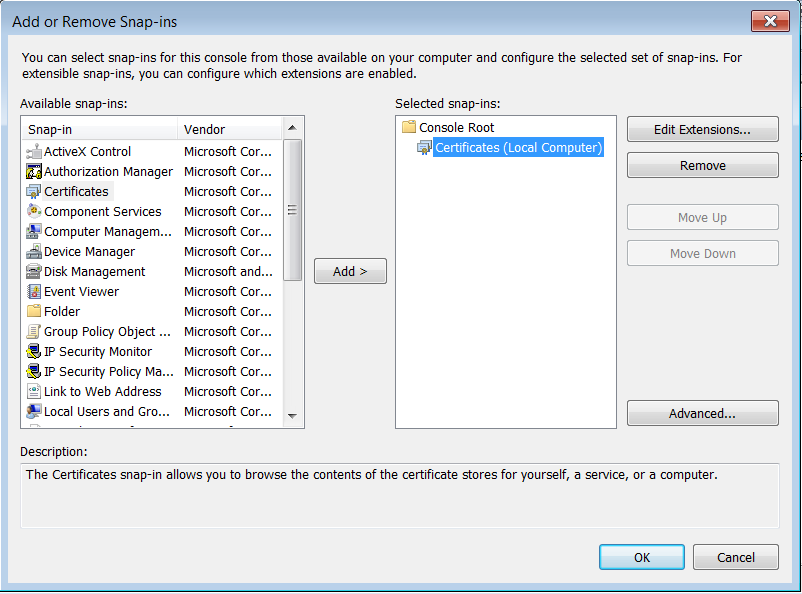 Add or Remove Snap-ins
You can select snap-ins for this console from those available on your computer and configure the selected set of snap-ins. For
extensible snap-ins, you can configure which extensions are enabled.
Available snap-ins:
Snap-in Vendor
ActiveX Control Microsoft Cor...
Authorization Manager Microsoft Cor...
Certificates Microsoft Cor...
Component Services Microsoft Cor...
Computer Managem... Microsoft Cor...
Device Manager Microsoft Cor...
Disk Management Microsoft and...
Event Viewer Microsoft Cor...
Folder Microsoft Cor...
Group Policy Object ... Microsoft Cor...
IP Security Monitor Microsoft Cor...
IP Security Policy Ma... Microsoft Cor...
Link to Web Address Microsoft Cor...
Local Users and Gro... Microsoft Cor...
Add >
Selected snap-ins:
Console Root
Certificates (Local Computer)
Edit Extensions...
Remove
Move Up
Move Down
Advanced...
Description:
The Certificates snap-in allows you to browse the contents of the certificate stores for yourself, a service, or a computer.
OK Cancel